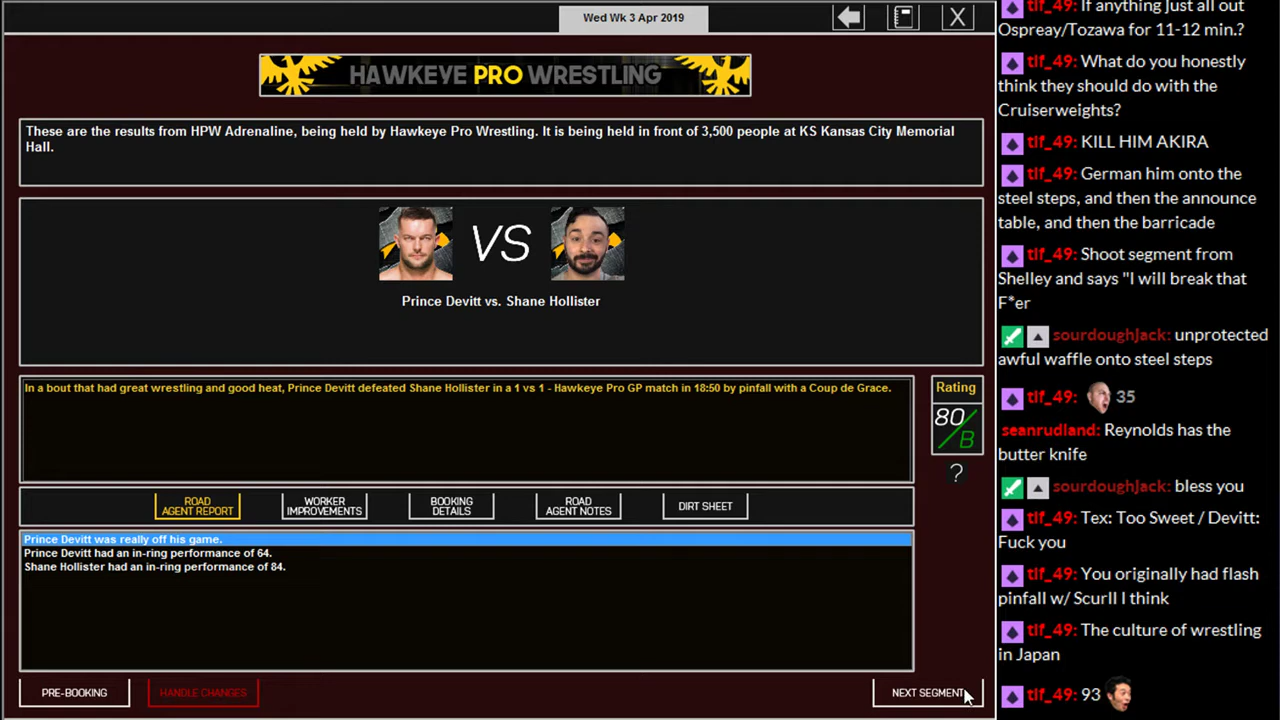 Wed Wk 3 Apr 2019
X
HAWKEYE PRO WRESTLING
These are the results from HPW Adrenaline, being held by Hawkeye Pro Wrestling. It is being held in front of 3,500 people at KS Kansas City Memorial
Hall.
VS
Prince Devitt vs. Shane Hollister
In a bout that had great wrestling and good heat, Prince Devitt defeated Shane Hollister in a 1 vs 1 - Hawkeye Pro GP match in 18:50 by pinfall with a Coup de Grace.
Rating
80/B
?
ROAD
AGENT REPORT
WORKER
IMPROVEMENTS
BOOKING
DETAILS
ROAD
AGENT NOTES
DIRT SHEET
Prince Devitt was really off his game.
Prince Devitt had an in-ring performance of 64.
Shane Hollister had an in-ring performance of 84.
PRE-BOOKING
HANDLE CHANGES
NEXT SEGMENT
tlf_49: If anything Just all out
Ospreay/Tozawa for 11-12 min.?
tlf_49: What do you honestly
think they should do with the
Cruiserweights?
tlf_49: KILL HIM AKIRA
tlf_49: German him onto the
steel steps, and then the announce
table, and then the barricade
tlf_49: Shoot segment from
Shelley and says "I will break that
F*er
sourdoughjack: unprotected
awful waffle onto steel steps
tlf_49: 35
seanrudland: Reynolds has the
butter knife
sourdoughjack: bless you
tlf_49: Tex: Too Sweet / Devitt:
Fuck you
tlf_49: You originally had flash
pinfall w/ Scurll I think
tlf_49: The culture of wrestling
in Japan
tlf_49: 93